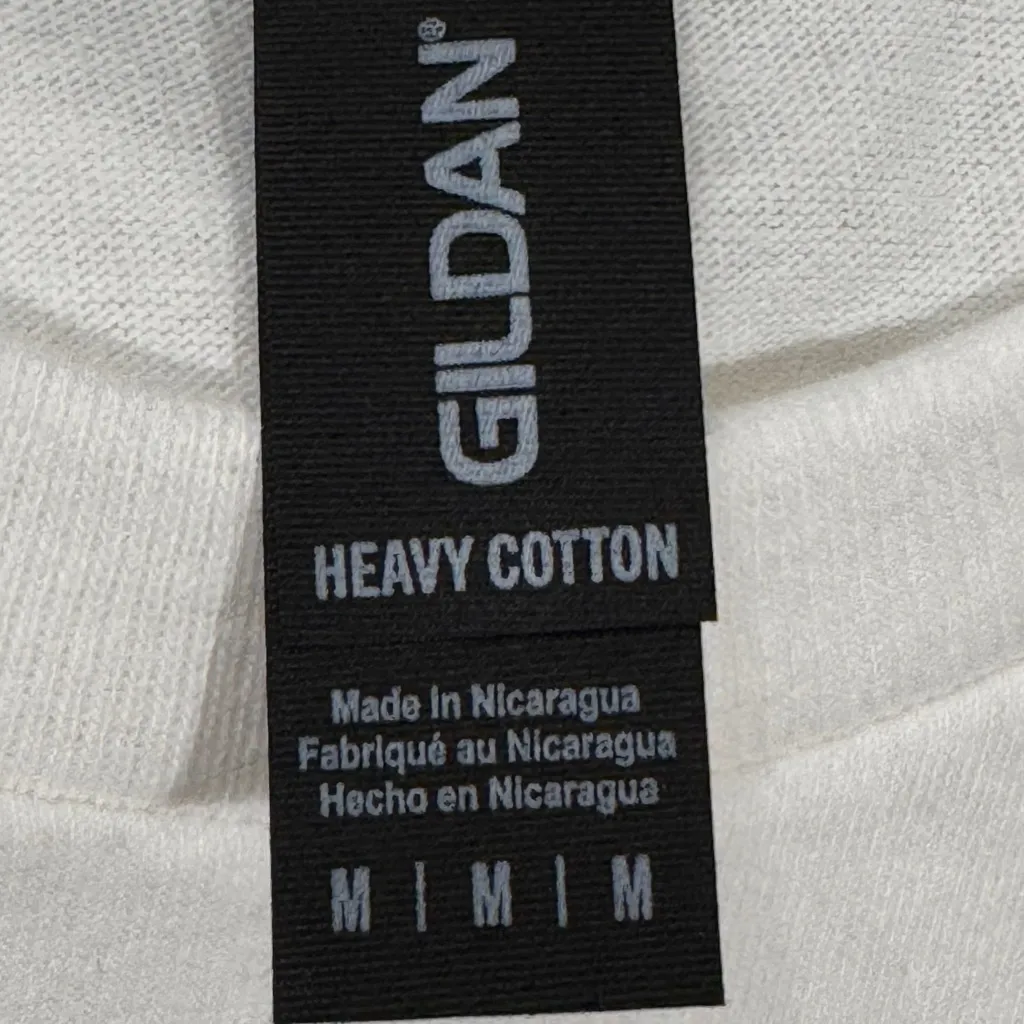 GILDAN®
HEAVY COTTON
Made in Nicaragua
Fabriqué au Nicaragua
Hecho en Nicaragua
M | M | M